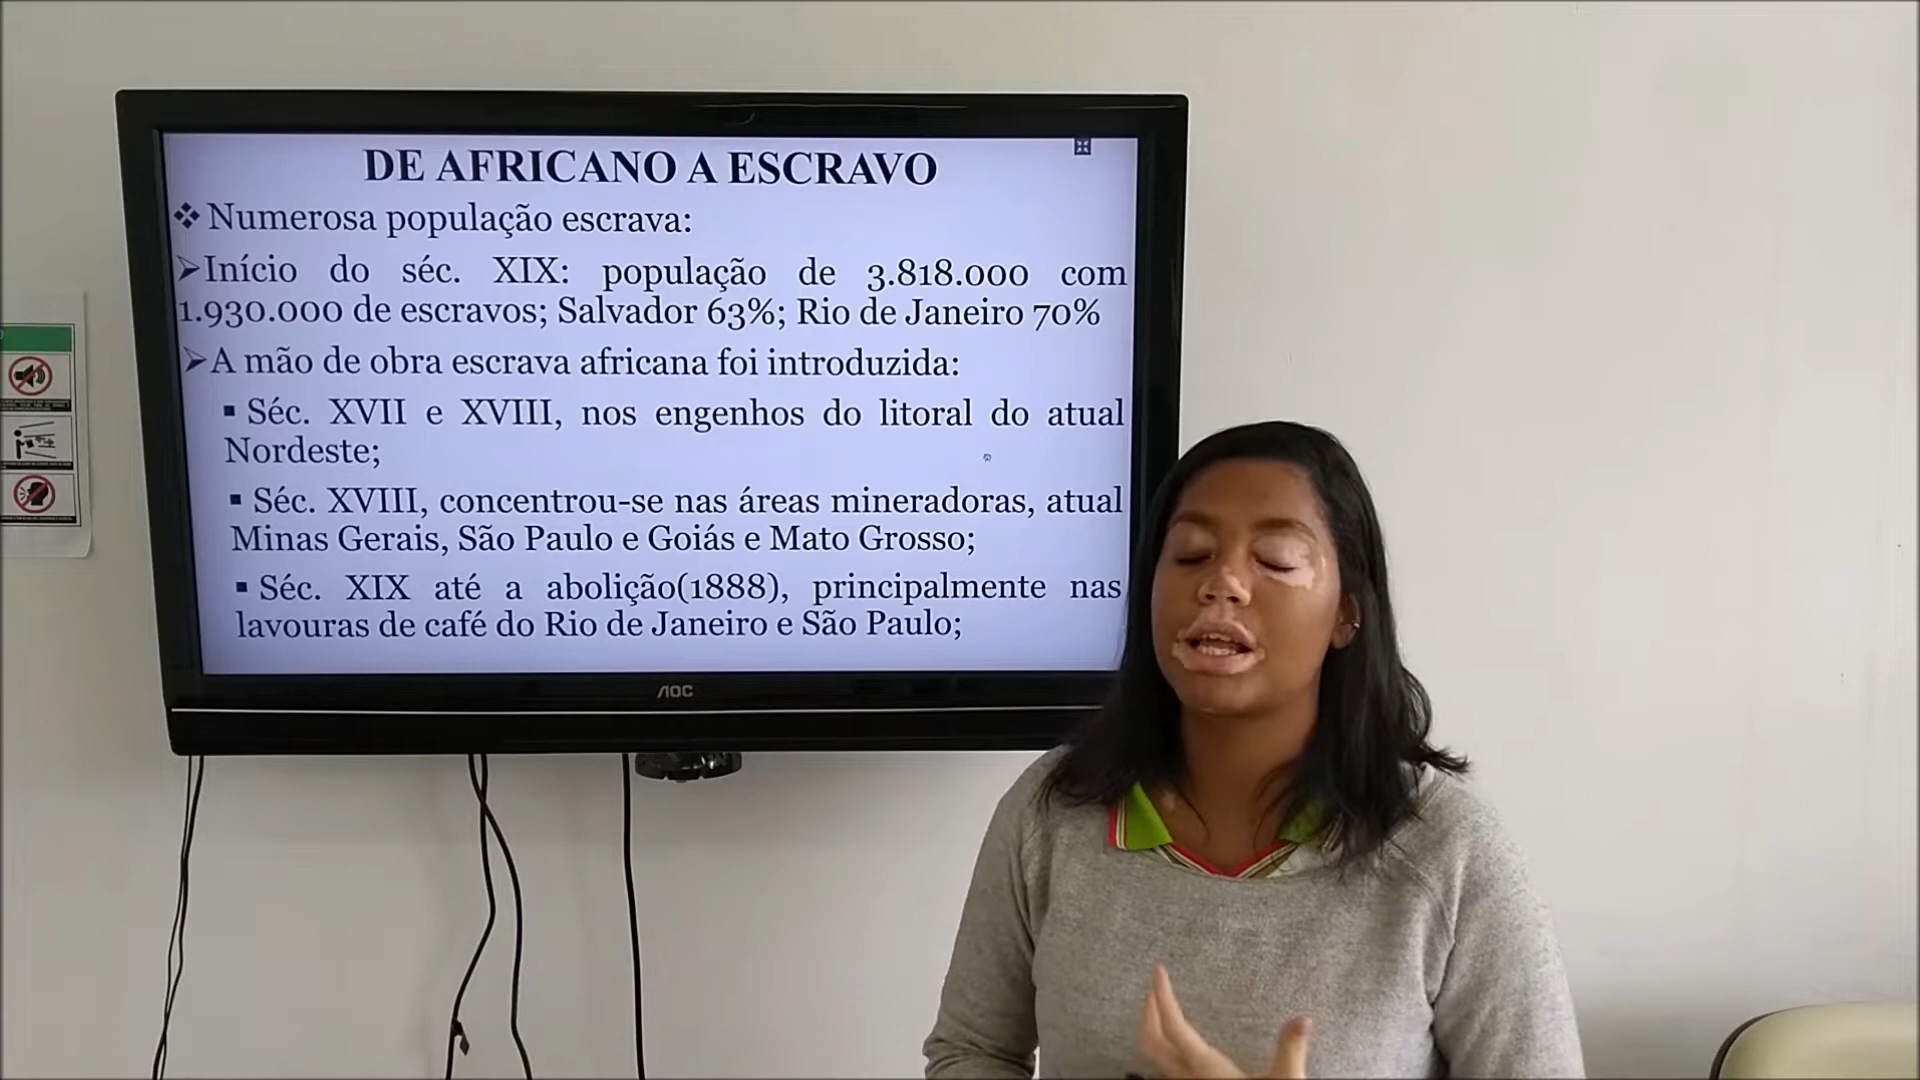 DE AFRICANO A ESCRAVO
❖ Numerosa população escrava:
➢Início do séc. XIX: população de 3.818.000 com
1.930.000 de escravos; Salvador 63%; Rio de Janeiro 70%
➢A mão de obra escrava africana foi introduzida:
▪ Séc. XVII e XVIII, nos engenhos do litoral do atual
Nordeste;
▪ Séc. XVIII, concentrou-se nas áreas mineradoras, atual
Minas Gerais, São Paulo e Goiás e Mato Grosso;
▪ Séc. XIX até a abolição(1888), principalmente nas
lavouras de café do Rio de Janeiro e São Paulo;
AOC